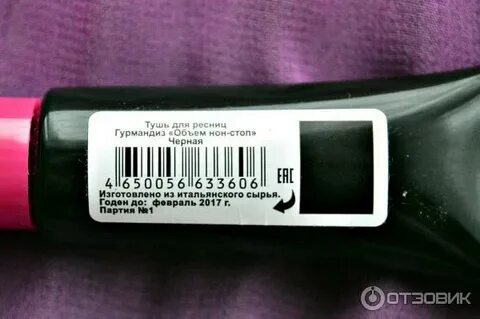 Тушь для ресниц
Гурмандиз «Объем нон-стоп»
Черная
4 650056 633606
EAC
Изготовлено из итальянского сырья.
Годен до: февраль 2017 г.
Партия №1
ОТЗОВИК